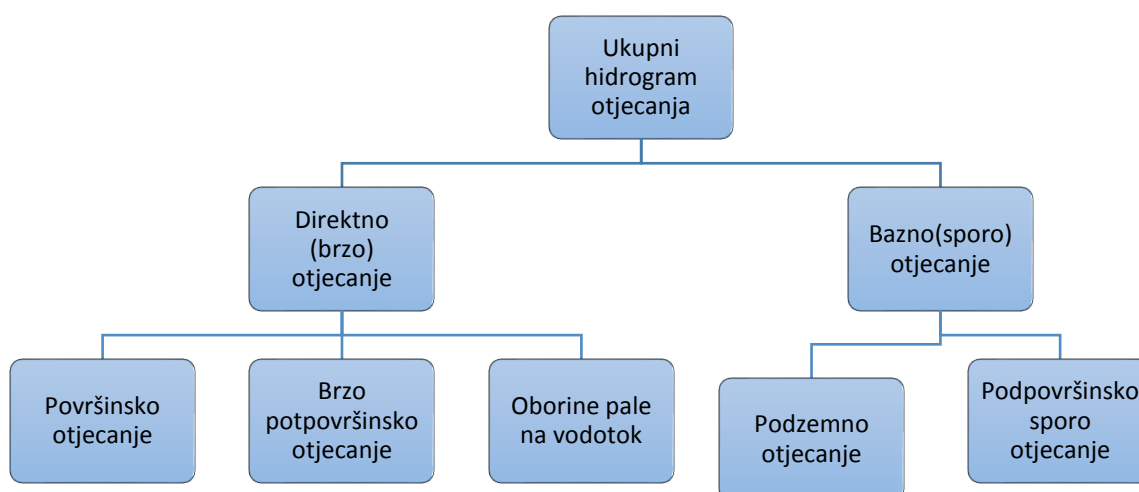 Ukupni
hidrogram
otjecanja
Direktno
(brzo)
otjecanje
Bazno(sporo)
otjecanje
Površinsko
otjecanje
Brzo
potpovršinsko
otjecanje
Oborine pale
na vodotok
Podzemno
otjecanje
Podpovršinsko
sporo
otjecanje